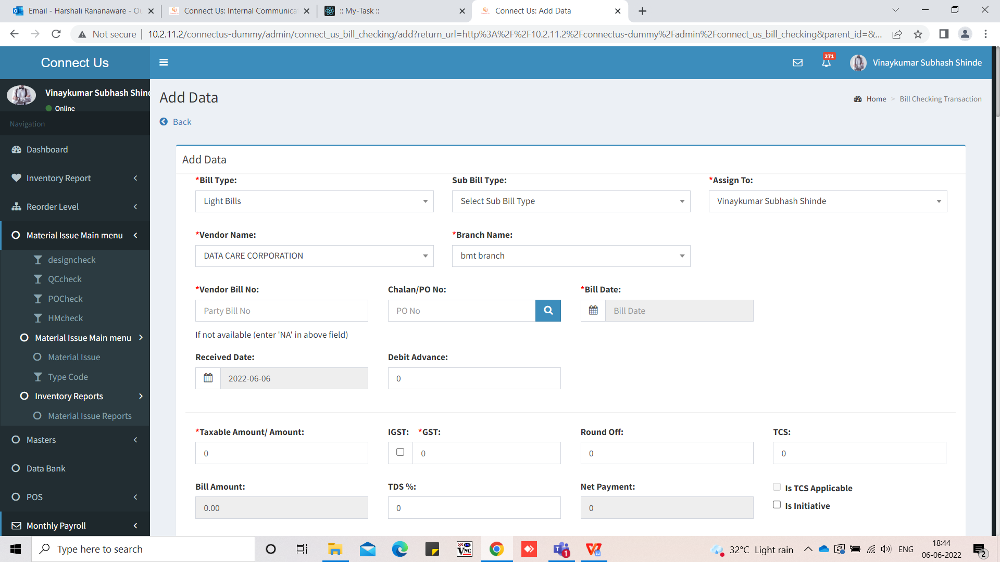 Email - Harshali Rananaware - Ou
Connect Us: Internal Communica
:: My-Task ::
Connect Us: Add Data
Not secure
10.2.11.2/connectus-dummy/admin/connect_us_bill_checking/add?return_url=http%3A%2F%2F10.2.11.2%2Fconnectus-dummy%2Fadmin%2Fconnect_us_bill_checking&parent_id=&...
Connect Us
271
Vinaykumar Subhash Shinde
Vinaykumar Subhash Shind
Online
Navigation
Dashboard
Inventory Report
Reorder Level
Material Issue Main menu
designcheck
QCcheck
POCheck
HMcheck
Material Issue Main menu
Material Issue
Type Code
Inventory Reports
Material Issue Reports
Masters
Data Bank
POS
Monthly Payroll
Add Data
Home > Bill Checking Transaction
Back
Add Data
*Bill Type:
Sub Bill Type:
*Assign To:
Light Bills
Select Sub Bill Type
Vinaykumar Subhash Shinde
*Vendor Name:
*Branch Name:
DATA CARE CORPORATION
bmt branch
*Vendor Bill No:
Chalan/PO No:
*Bill Date:
Party Bill No
PO No
Bill Date
If not available (enter 'NA' in above field)
Received Date:
Debit Advance:
2022-06-06
0
*Taxable Amount/ Amount:
IGST:
*GST:
Round Off:
TCS:
0
0
0
0
Bill Amount:
TDS %:
Net Payment:
Is TCS Applicable
0.00
0
0
Is Initiative
Type here to search
VNC
1
32°C Light rain
ENG
18:44
06-06-2022
2